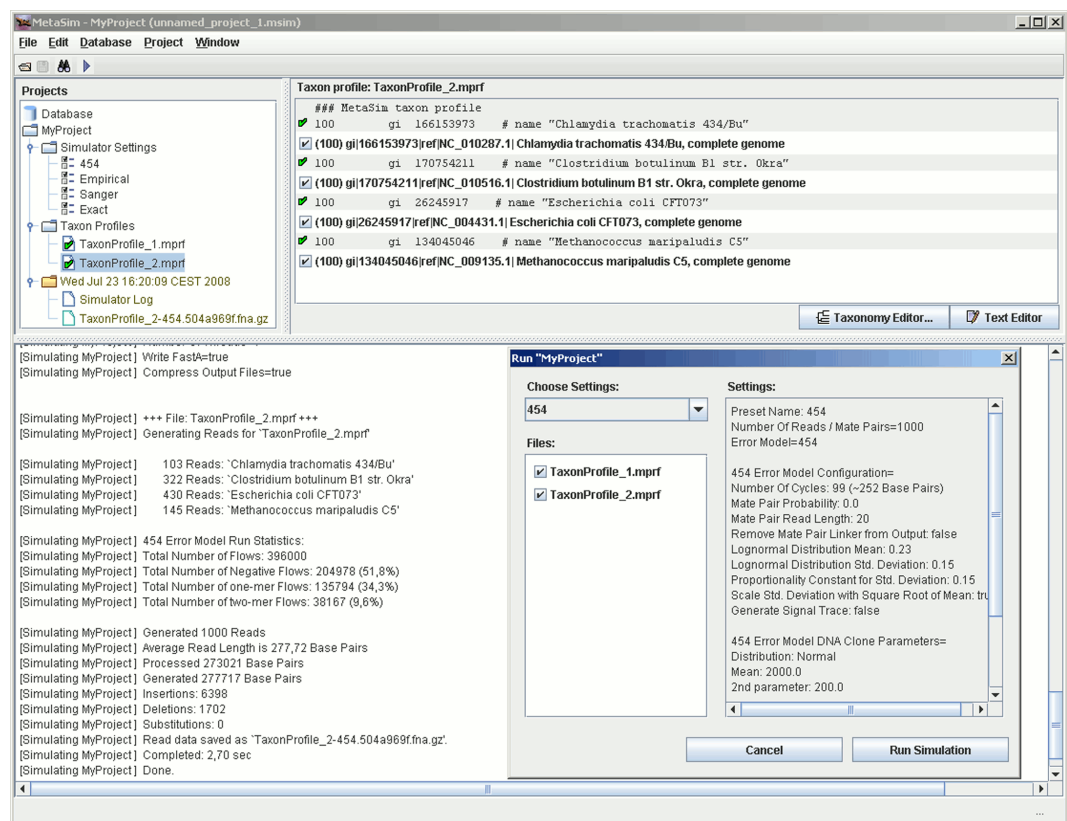 MetaSim - MyProject (unnamed_project_1.msim)
File Edit Database Project Window
Projects
Database
MyProject
Simulator Settings
454
Empirical
Sanger
Exact
Taxon Profiles
TaxonProfile_1.mprf
TaxonProfile_2.mprf
Wed Jul 23 16:20:09 CEST 2008
Simulator Log
TaxonProfile_2-454.504a969f.fna.gz
Taxon profile: TaxonProfile_2.mprf
### MetaSim taxon profile
100 gi 166153973 # name "Chlamydia trachomatis 434/Bu"
(100) gi|166153973|ref|NC_010287.1| Chlamydia trachomatis 434/Bu, complete genome
100 gi 170754211 # name "Clostridium botulinum B1 str. Okra"
(100) gi|170754211|ref|NC_010516.1| Clostridium botulinum B1 str. Okra, complete genome
100 gi 26245917 # name "Escherichia coli CFT073"
(100) gi|26245917|ref|NC_004431.1| Escherichia coli CFT073, complete genome
100 gi 134045046 # name "Methanococcus maripaludis C5"
(100) gi|134045046|ref|NC_009135.1| Methanococcus maripaludis C5, complete genome
Taxonomy Editor... Text Editor
[Simulating MyProject] Write FastA=true
[Simulating MyProject] Compress Output Files=true
[Simulating MyProject] +++ File: TaxonProfile_2.mprf +++
[Simulating MyProject] Generating Reads for `TaxonProfile_2.mprf'
[Simulating MyProject] 103 Reads: `Chlamydia trachomatis 434/Bu'
[Simulating MyProject] 322 Reads: `Clostridium botulinum B1 str. Okra'
[Simulating MyProject] 430 Reads: `Escherichia coli CFT073'
[Simulating MyProject] 145 Reads: `Methanococcus maripaludis C5'
[Simulating MyProject] 454 Error Model Run Statistics:
[Simulating MyProject] Total Number of Flows: 396000
[Simulating MyProject] Total Number of Negative Flows: 204978 (51,8%)
[Simulating MyProject] Total Number of one-mer Flows: 135794 (34,3%)
[Simulating MyProject] Total Number of two-mer Flows: 38167 (9,6%)
[Simulating MyProject] Generated 1000 Reads
[Simulating MyProject] Average Read Length is 277,72 Base Pairs
[Simulating MyProject] Processed 273021 Base Pairs
[Simulating MyProject] Generated 277717 Base Pairs
[Simulating MyProject] Insertions: 6398
[Simulating MyProject] Deletions: 1702
[Simulating MyProject] Substitutions: 0
[Simulating MyProject] Read data saved as `TaxonProfile_2-454.504a969f.fna.gz'.
[Simulating MyProject] Completed: 2,70 sec
[Simulating MyProject] Done.
Run "MyProject"
Choose Settings:
454
Files:
TaxonProfile_1.mprf
TaxonProfile_2.mprf
Settings:
Preset Name: 454
Number Of Reads / Mate Pairs=1000
Error Model=454
454 Error Model Configuration=
Number Of Cycles: 99 (~252 Base Pairs)
Mate Pair Probability: 0.0
Mate Pair Read Length: 20
Remove Mate Pair Linker from Output: false
Lognormal Distribution Mean: 0.23
Lognormal Distribution Std. Deviation: 0.15
Proportionality Constant for Std. Deviation: 0.15
Scale Std. Deviation with Square Root of Mean: tru
Generate Signal Trace: false
454 Error Model DNA Clone Parameters=
Distribution: Normal
Mean: 2000.0
2nd parameter: 200.0
Cancel Run Simulation
...